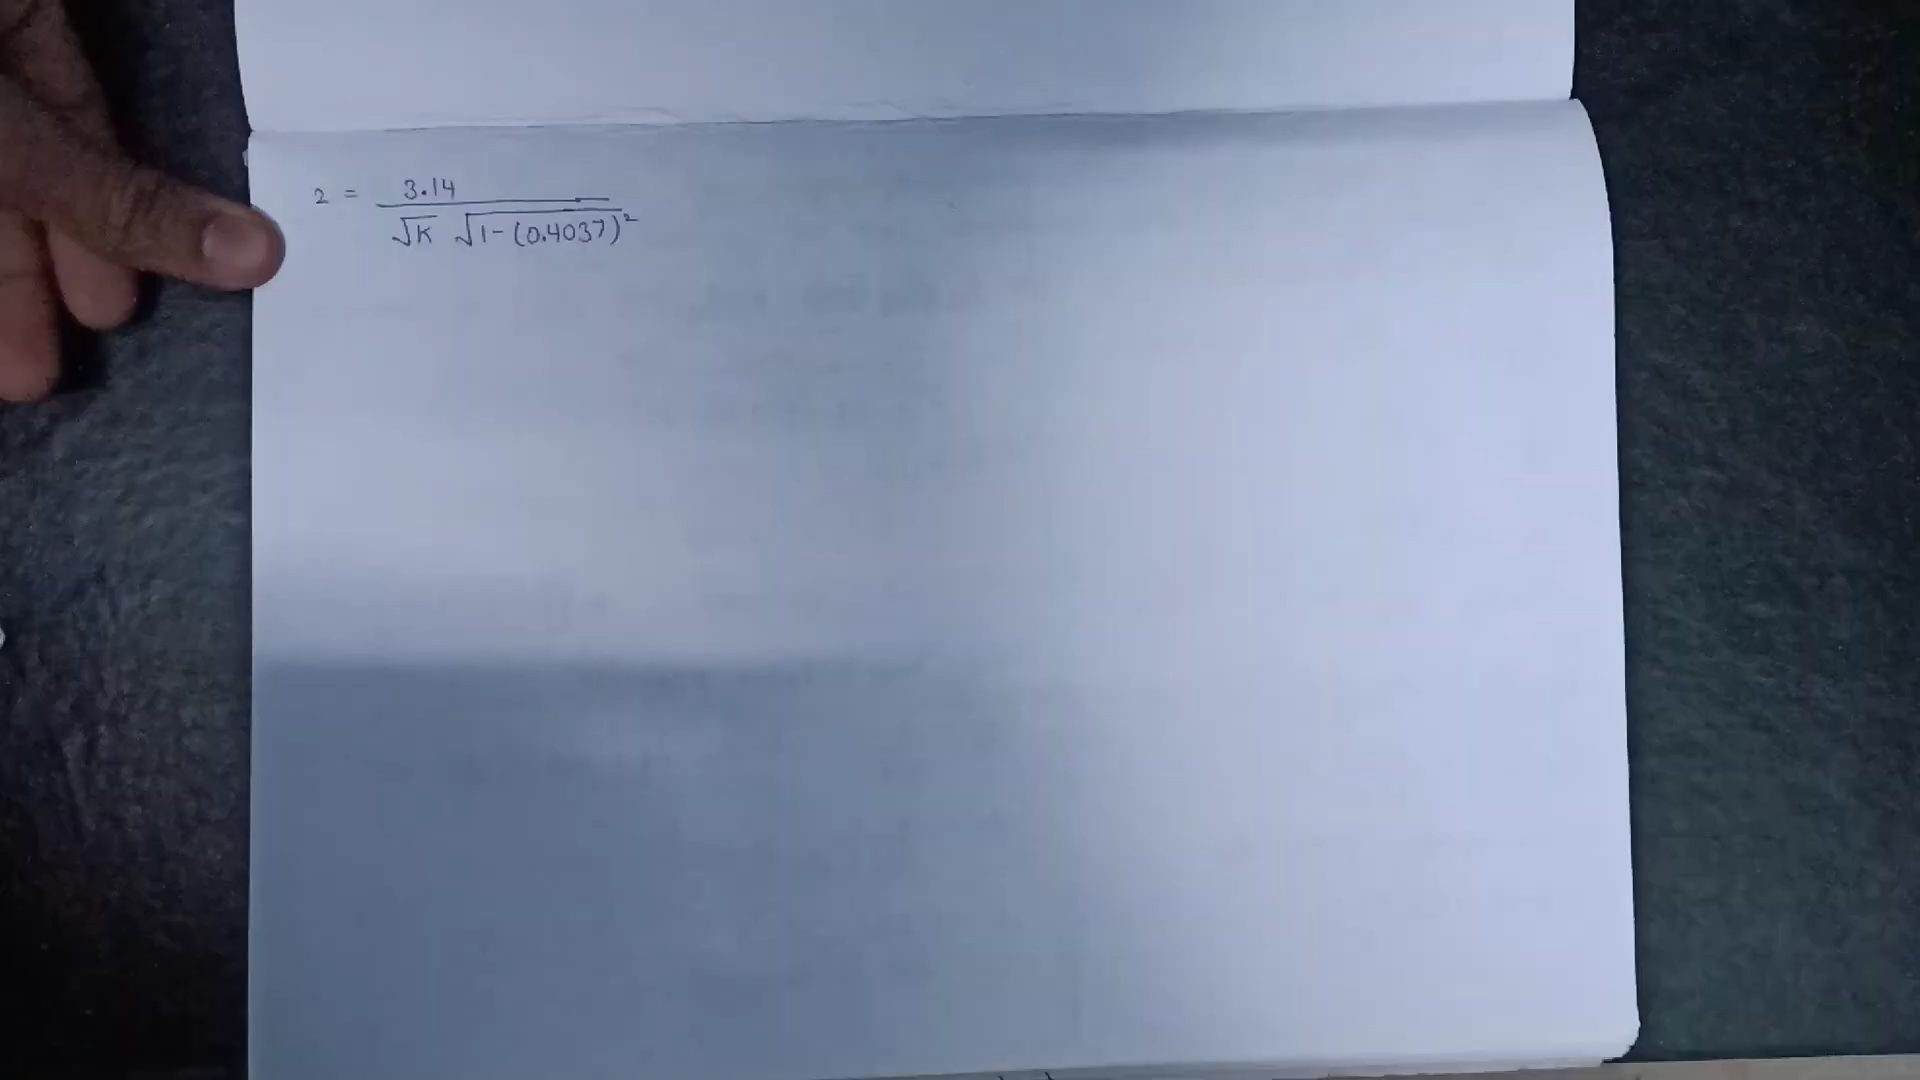 2 = 3.14 / √K √1-(0.4037)²